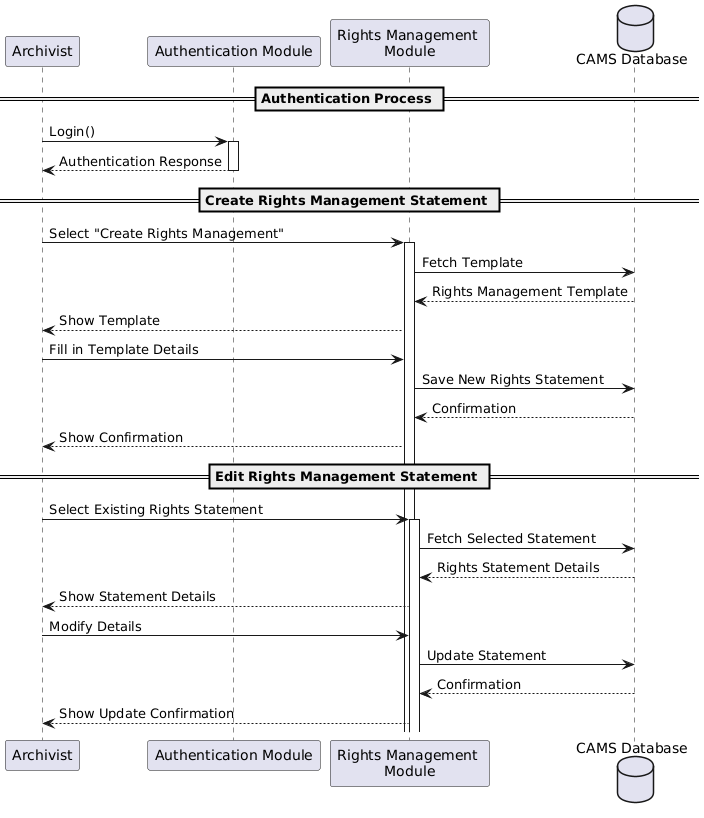 Archivist
Authentication Module
Rights Management
Module
CAMS Database
Authentication Process
Login()
Authentication Response
Create Rights Management Statement
Select "Create Rights Management"
Fetch Template
Rights Management Template
Show Template
Fill in Template Details
Save New Rights Statement
Confirmation
Show Confirmation
Edit Rights Management Statement
Select Existing Rights Statement
Fetch Selected Statement
Rights Statement Details
Show Statement Details
Modify Details
Update Statement
Confirmation
Show Update Confirmation
Archivist
Authentication Module
Rights Management
Module
CAMS Database